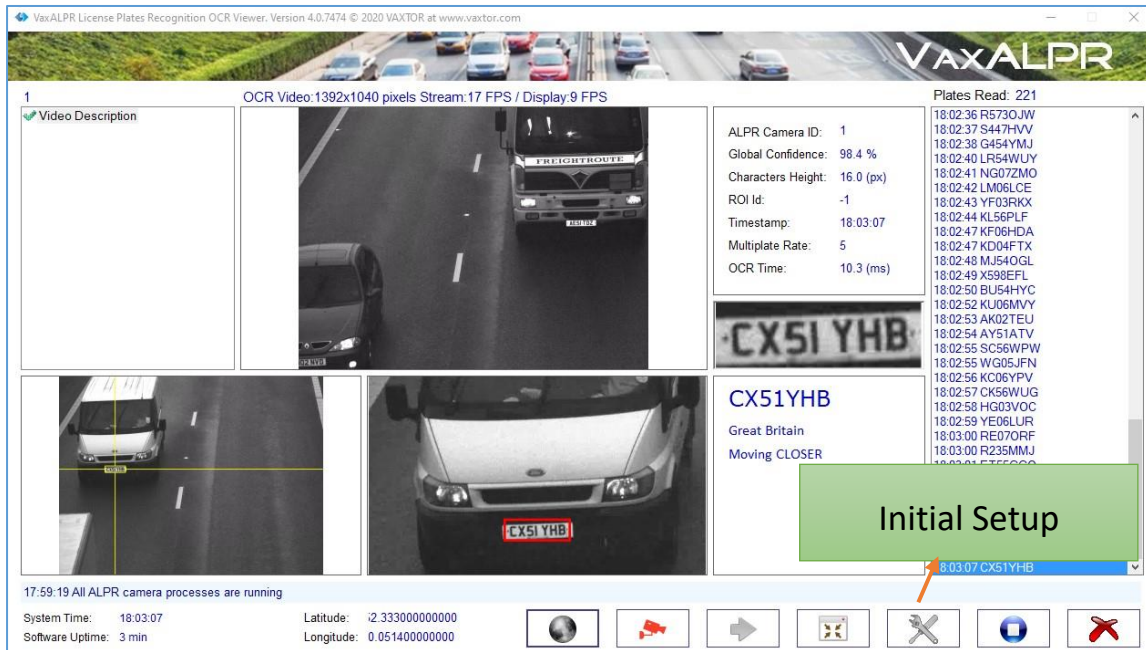 VaxALPR License Plates Recognition OCR Viewer. Version 4.0.7474 © 2020 VAXTOR at www.vaxtor.com
VAXALPR
1
OCR Video:1392x1040 pixels Stream:17 FPS / Display:9 FPS
Plates Read: 221
Video Description
FREIGHTROUTE
ALPR Camera ID: 1
Global Confidence: 98.4 %
Characters Height: 16.0 (px)
ROI Id: -1
Timestamp: 18:03:07
Multiplate Rate: 5
OCR Time: 10.3 (ms)
CX51 YHB
CX51 YHB
CX51YHB
Great Britain
Moving CLOSER
18:02:36 R573OJW
18:02:37 S447HVV
18:02:38 G454YMJ
18:02:40 LR54WUY
18:02:41 NG07ZMO
18:02:42 LM06LCE
18:02:43 YF03RKX
18:02:44 KL56PLF
18:02:47 KF06HDA
18:02:47 KD04FTX
18:02:48 MJ54OGL
18:02:49 X598EFL
18:02:50 BU54HYC
18:02:52 KU06MVY
18:02:53 AK02TEU
18:02:54 AY51ATV
18:02:55 SC56WPW
18:02:55 WG05JFN
18:02:56 KC06YPV
18:02:57 CK56WUG
18:02:58 HG03VOC
18:02:59 YE06LUR
18:03:00 RE07ORF
18:03:00 R235MMJ
Initial Setup
18:03:07 CX51YHB
17:59:19 All ALPR camera processes are running
System Time: 18:03:07
Latitude: 2.333000000000
Software Uptime: 3 min
Longitude: 0.051400000000